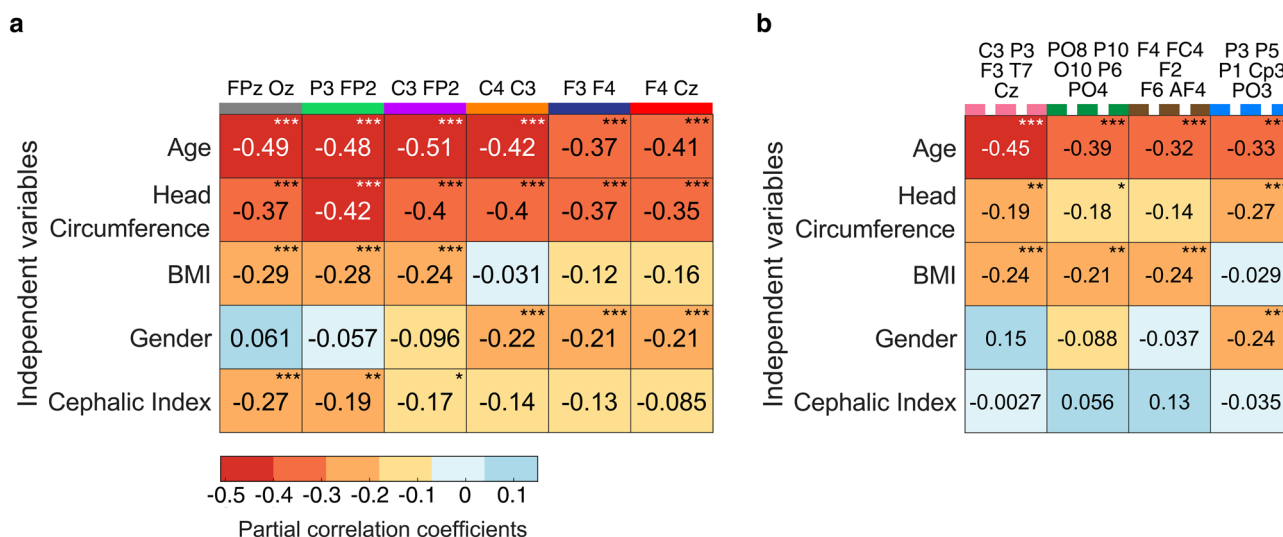 a
FPz Oz P3 FP2 C3 FP2 C4 C3 F3 F4 F4 Cz
Independent variables
Age -0.49*** -0.48*** -0.51*** -0.42*** -0.37*** -0.41***
Head
Circumference -0.37*** -0.42*** -0.4*** -0.4*** -0.37*** -0.35***
BMI -0.29*** -0.28*** -0.24*** -0.031 -0.12 -0.16
Gender 0.061 -0.057 -0.096 -0.22*** -0.21*** -0.21***
Cephalic Index -0.27*** -0.19** -0.17* -0.14 -0.13 -0.085
-0.5 -0.4 -0.3 -0.2 -0.1 0 0.1
Partial correlation coefficients
b
C3 P3 PO8 P10 F4 FC4 P3 P5
F3 T7 O10 P6 F2 P1 Cp3
Cz PO4 F6 AF4 PO3
Independent variables
Age -0.45*** -0.39*** -0.32*** -0.33***
Head
Circumference -0.19** -0.18* -0.14 -0.27***
BMI -0.24*** -0.21** -0.24*** -0.029
Gender 0.15 -0.088 -0.037 -0.24***
Cephalic Index -0.0027 0.056 0.13 -0.035